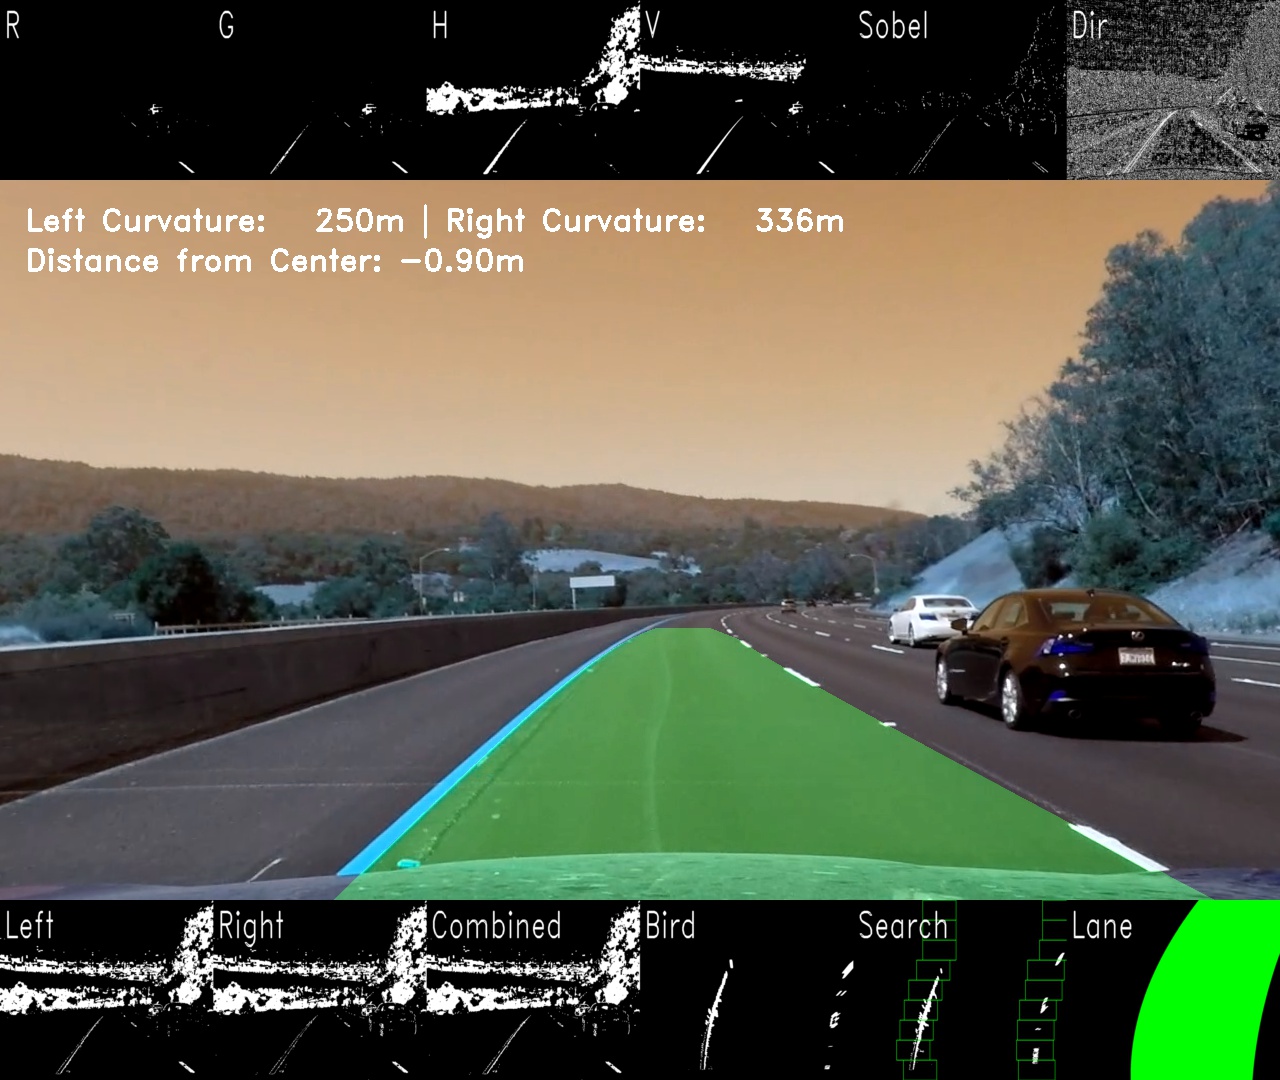 R G H V Sobel Dir
Left Curvature: 250m | Right Curvature: 336m
Distance from Center: -0.90m
Left Right Combined Bird Search Lane